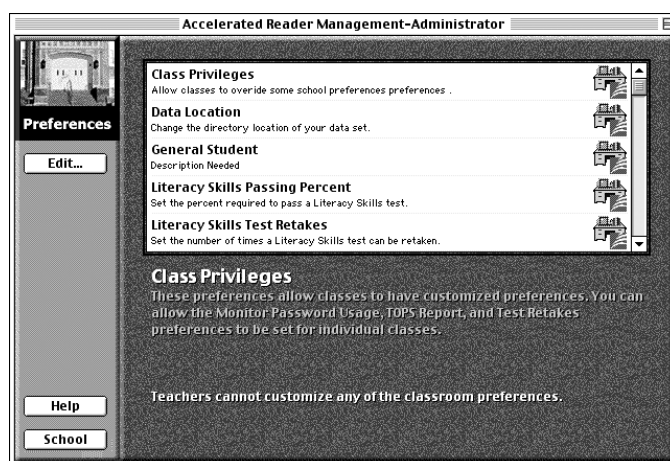 Accelerated Reader Management-Administrator
Preferences
Edit...
Class Privileges
Allow classes to overide some school preferences preferences .
Data Location
Change the directory location of your data set.
General Student
Description Needed
Literacy Skills Passing Percent
Set the percent required to pass a Literacy Skills test.
Literacy Skills Test Retakes
Set the number of times a Literacy Skills test can be retaken.
Class Privileges
These preferences allow classes to have customized preferences. You can
allow the Monitor Password Usage, TOPS Report, and Test Retakes
preferences to be set for individual classes.
Teachers cannot customize any of the classroom preferences.
Help
School